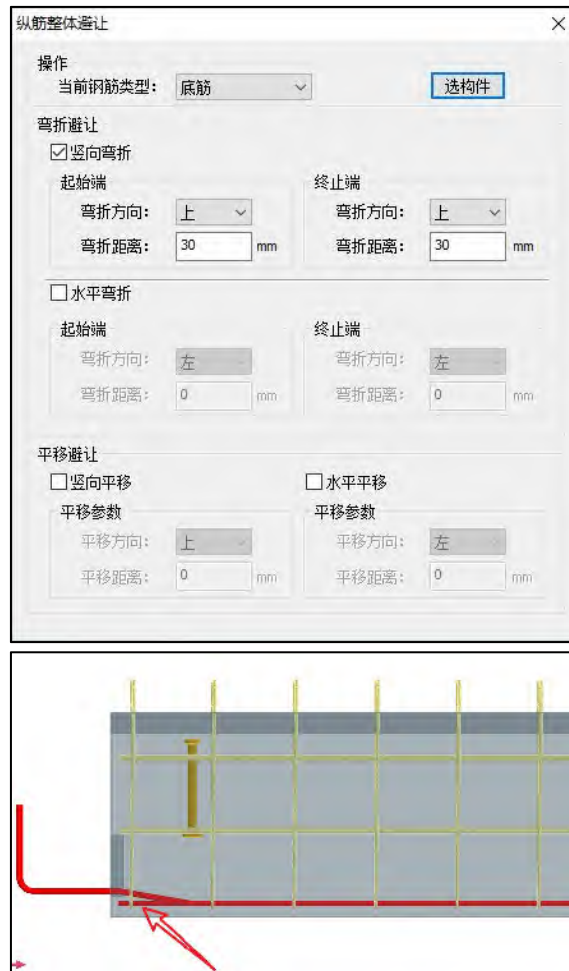 纵筋整体避让
操作
当前钢筋类型： 底筋 选构件
弯折避让
竖向弯折
起始端 终止端
弯折方向： 上 弯折方向： 上
弯折距离： 30 mm 弯折距离： 30 mm
水平弯折
起始端 终止端
弯折方向： 左 弯折方向： 左
弯折距离： 0 mm 弯折距离： 0 mm
平移避让
竖向平移 水平平移
平移参数 平移参数
平移方向： 上 平移方向： 左
平移距离： 0 mm 平移距离： 0 mm